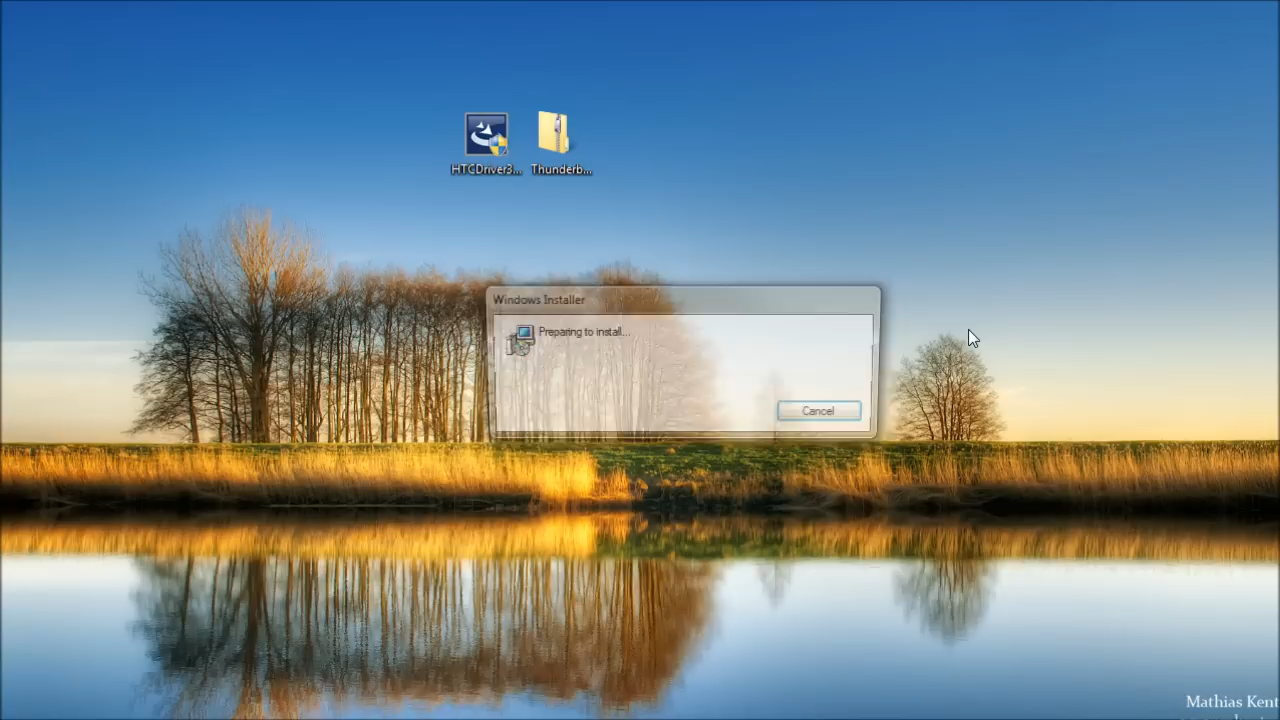 HTCDriver3...
Thunderb...
Windows Installer
Preparing to install...
Cancel
Mathias Kent